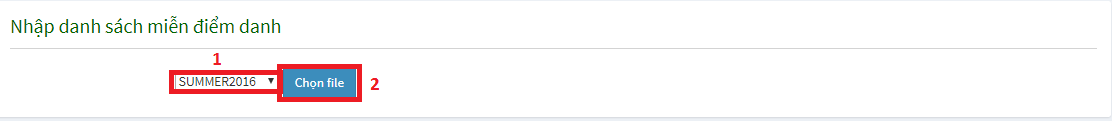 Nhập danh sách miễn điểm danh
1
SUMMER2016 Chọn file 2